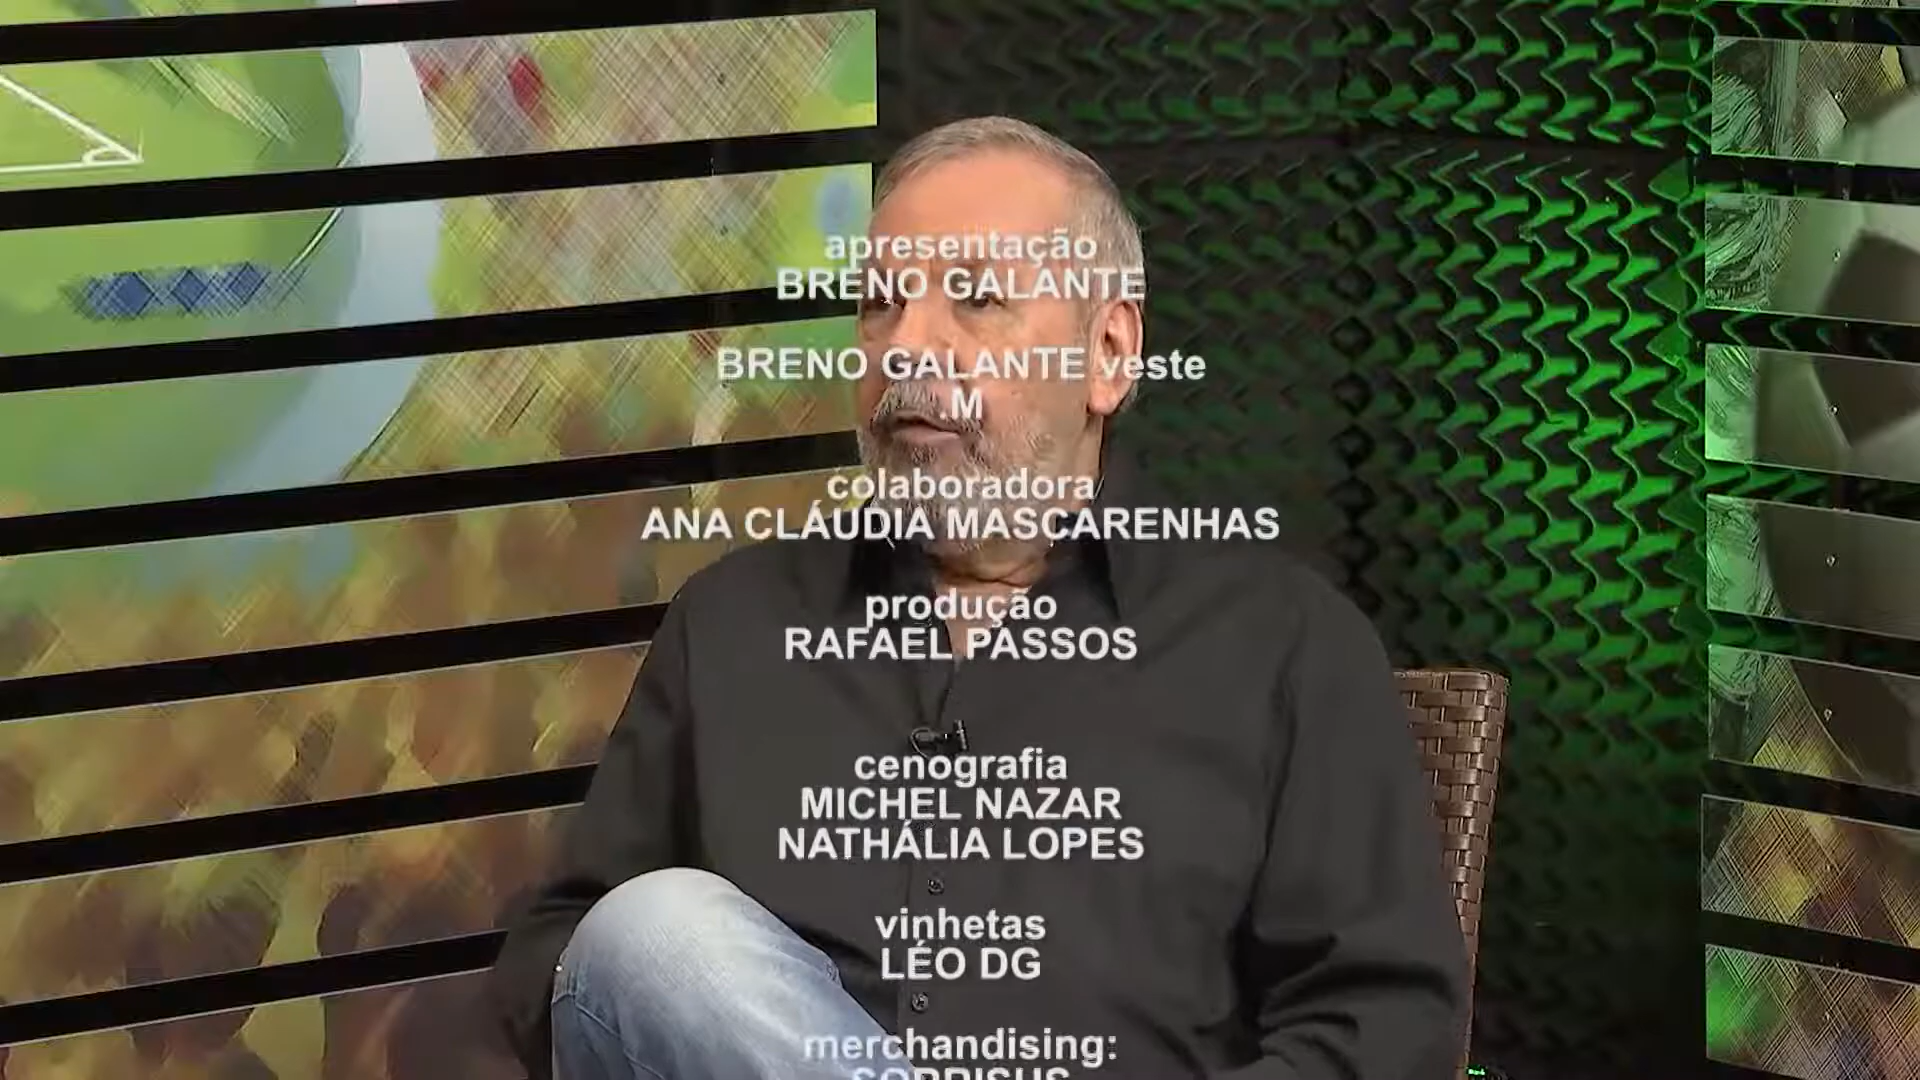 apresentação
BRENO GALANTE
BRENO GALANTE veste
.M
colaboradora
ANA CLÁUDIA MASCARENHAS
produção
RAFAEL PASSOS
cenografia
MICHEL NAZAR
NATHÁLIA LOPES
vinhetas
LÉO DG
merchandising: